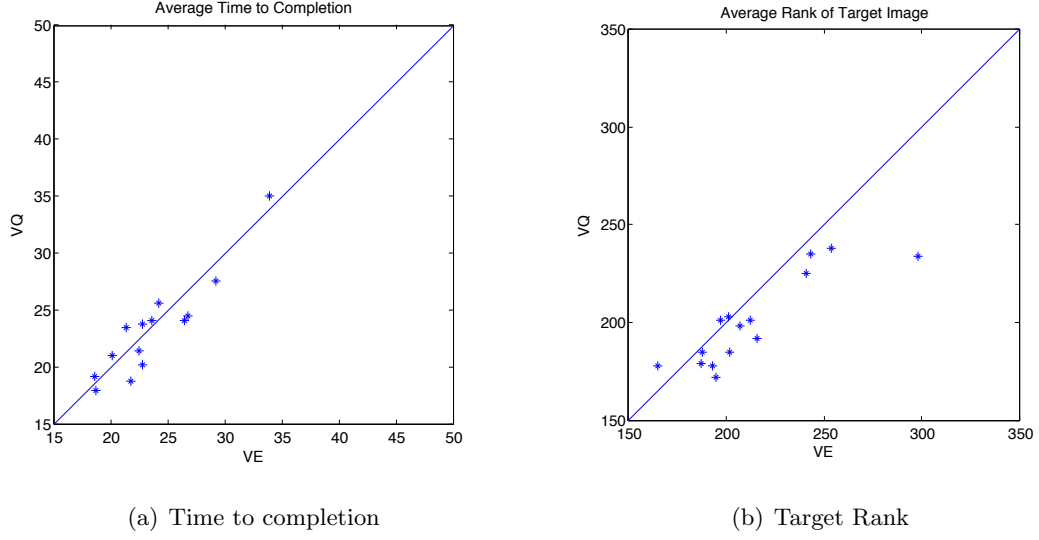 Average Time to Completion
50
45
40
35
30
25
20
15
VQ
15 20 25 30 35 40 45 50
VE
(a) Time to completion
Average Rank of Target Image
350
300
250
200
150
VQ
150 200 250 300 350
VE
(b) Target Rank